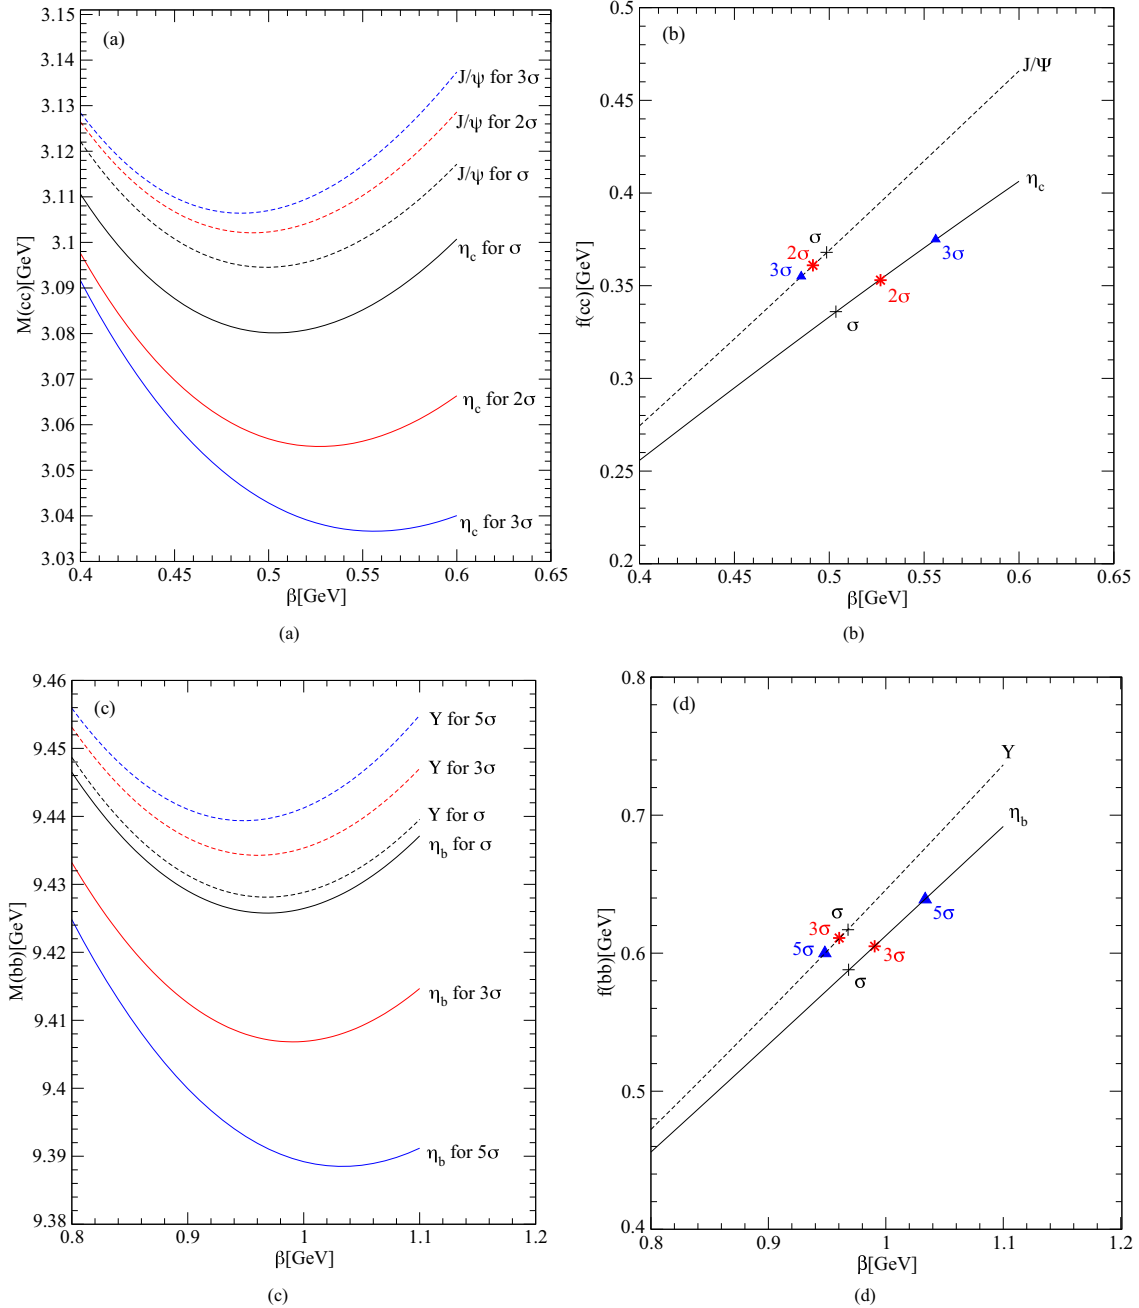 (a)
3.15
3.14
3.13
3.12
3.11
3.1
3.09
3.08
3.07
3.06
3.05
3.04
3.03
M(cc)[GeV]
J/ψ for 3σ
J/ψ for 2σ
J/ψ for σ
η_c for σ
η_c for 2σ
η_c for 3σ
0.4 0.45 0.5 0.55 0.6 0.65
β[GeV]
(a)
(b)
0.5
0.45
0.4
0.35
0.3
0.25
0.2
f(cc)[GeV]
J/Ψ
η_c
σ
2σ
3σ
3σ
2σ
σ
0.4 0.45 0.5 0.55 0.6 0.65
β[GeV]
(b)
(c)
9.46
9.45
9.44
9.43
9.42
9.41
9.4
9.39
9.38
M(bb)[GeV]
Υ for 5σ
Υ for 3σ
Υ for σ
η_b for σ
η_b for 3σ
η_b for 5σ
0.8 0.9 1 1.1 1.2
β[GeV]
(c)
(d)
0.8
0.7
0.6
0.5
0.4
f(bb)[GeV]
Υ
η_b
σ
3σ
5σ
5σ
3σ
σ
0.8 0.9 1 1.1 1.2
β[GeV]
(d)